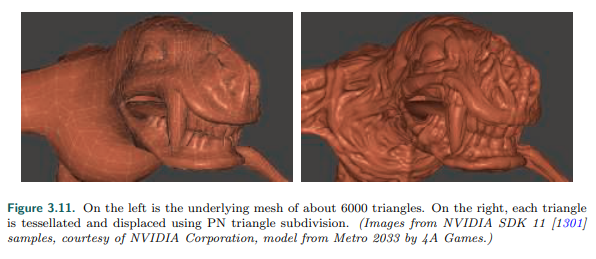 Figure 3.11. On the left is the underlying mesh of about 6000 triangles. On the right, each triangle
is tessellated and displaced using PN triangle subdivision. (Images from NVIDIA SDK 11 [1301]
samples, courtesy of NVIDIA Corporation, model from Metro 2033 by 4A Games.)